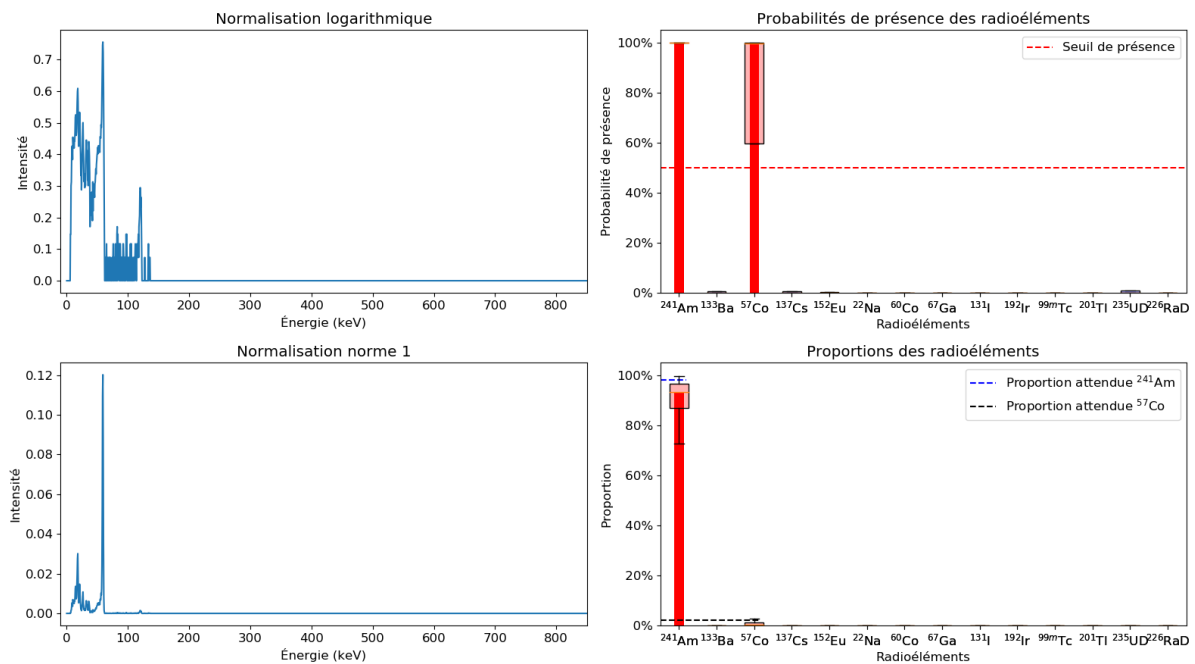 Normalisation logarithmique
Intensité
0.7
0.6
0.5
0.4
0.3
0.2
0.1
0.0
0 100 200 300 400 500 600 700 800
Énergie (keV)
Probabilités de présence des radioéléments
Probabilité de présence
100%
80%
60%
40%
20%
0%
Seuil de présence
²⁴¹Am ¹³³Ba ⁵⁷Co ¹³⁷Cs ¹⁵²Eu ²²Na ⁶⁰Co ⁶⁷Ga ¹³¹I ¹⁹²Ir ⁹⁹ᵐTc ²⁰¹Tl ²³⁵UD ²²⁶RaD
Radioéléments
Normalisation norme 1
Intensité
0.12
0.10
0.08
0.06
0.04
0.02
0.00
0 100 200 300 400 500 600 700 800
Énergie (keV)
Proportions des radioéléments
Proportion
100%
80%
60%
40%
20%
0%
Proportion attendue ²⁴¹Am
Proportion attendue ⁵⁷Co
²⁴¹Am ¹³³Ba ⁵⁷Co ¹³⁷Cs ¹⁵²Eu ²²Na ⁶⁰Co ⁶⁷Ga ¹³¹I ¹⁹²Ir ⁹⁹ᵐTc ²⁰¹Tl ²³⁵UD ²²⁶RaD
Radioéléments